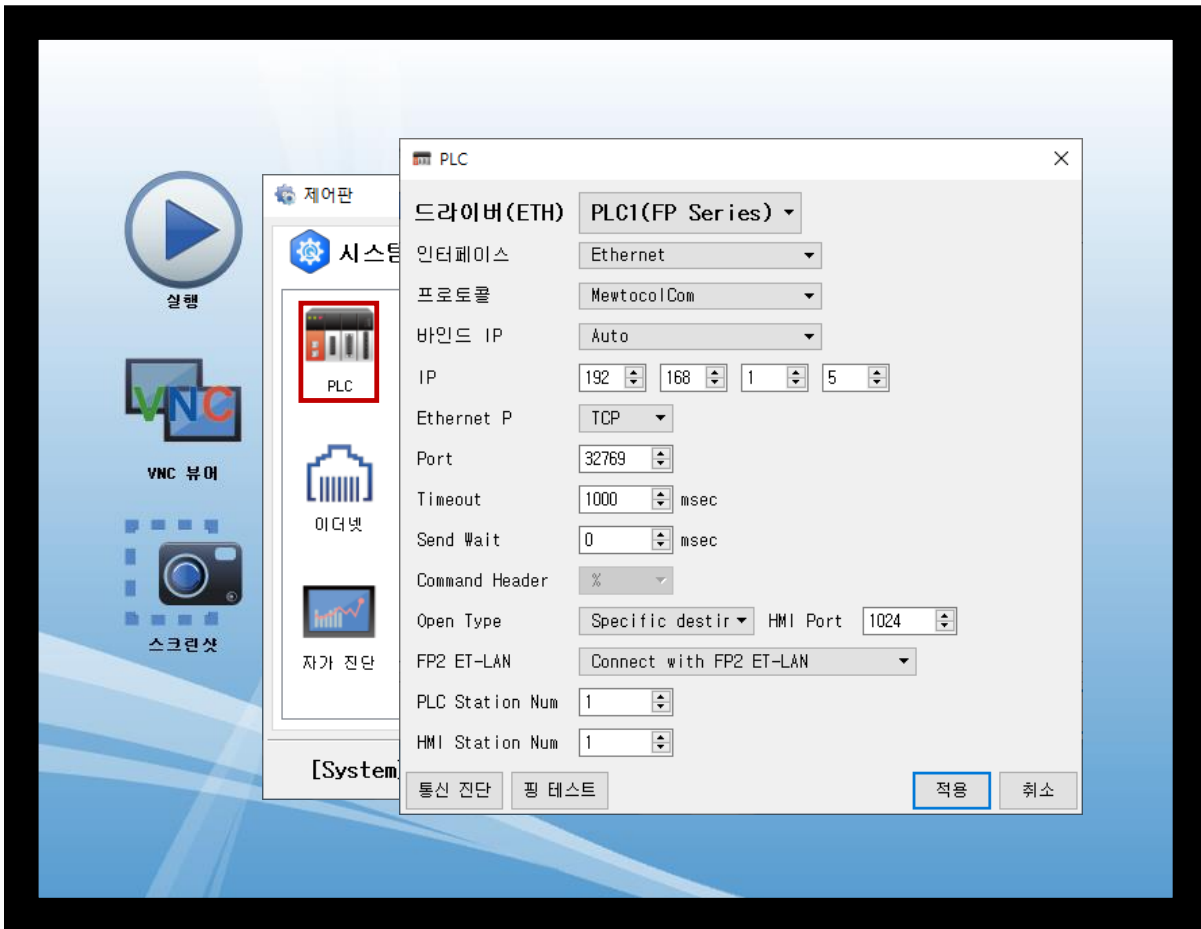 실행
VNC 뷰어
스크린샷
제어판
시스템
PLC
이더넷
자가 진단
[System]
PLC
드라이버(ETH) PLC1(FP Series)
인터페이스 Ethernet
프로토콜 MewtocolCom
바인드 IP Auto
IP 192 168 1 5
Ethernet P TCP
Port 32769
Timeout 1000 msec
Send Wait 0 msec
Command Header %
Open Type Specific destir HMI Port 1024
FP2 ET-LAN Connect with FP2 ET-LAN
PLC Station Num 1
HMI Station Num 1
통신 진단 핑 테스트 적용 취소